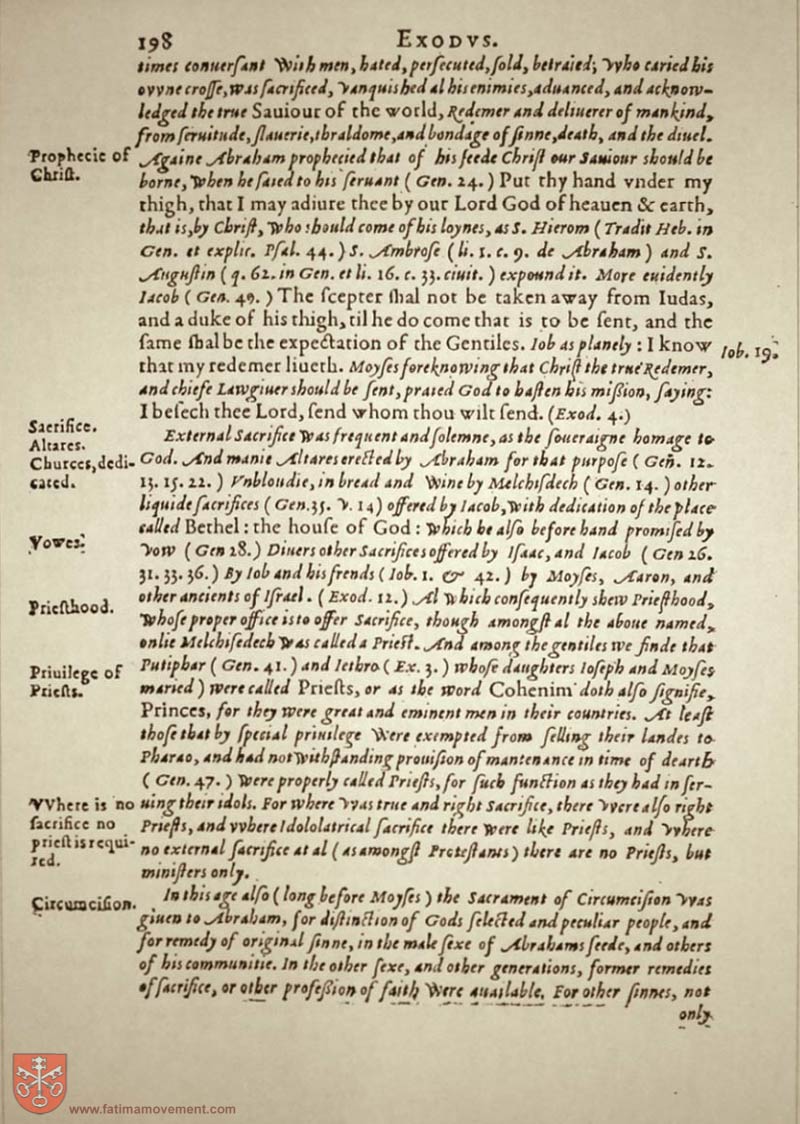 198 EXODVS.
times conuerſant With men, hated, perſecuted, ſold, betraied; VVho caried his
ovvne croſſe, was ſacrificed, Vanquished al his enimies, aduanced, and acknow-
ledged the true Sauiour of the world, Redemer and deliuerer of mankind,
from ſeruitude, ſlauerie, thraldome, and bondage of ſinne, death, and the diuel.
Prophecie of
Chriſt.
Againe Abraham prophecied that of his ſeede Chriſt our Sauiour should be
borne, When he ſaied to his ſeruant (Gen. 24.) Put thy hand vnder my
thigh, that I may adiure thee by our Lord God of heauen & earth,
that is, by Chriſt, Who should come of his loynes, as S. Hierom (Tradit Heb. in
Gen. et explic. Pſal. 44.) S. Ambroſe (li. 1. c. 9. de Abraham) and S.
Auguſtin (q. 62. in Gen. et li. 16. c. 33. ciuit.) expound it. More euidently
Iacob (Gen. 49.) The ſcepter ſhal not be taken away from Iudas,
and a duke of his thigh, til he do come that is to be ſent, and the
ſame ſhal be the expectation of the Gentiles. Iob as planely: I know
Iob. 19.
that my redemer liueth. Moyſes foreknowing that Chriſt the true Redemer,
and chiefe Lawgiuer should be ſent, praied God to haſten his miſſion, ſaying:
I beſech thee Lord, ſend whom thou wilt ſend. (Exod. 4.)
Sacrifice.
Altares.
Churces, dedi-
cated.
External Sacrifice Was frequent and ſolemne, as the ſoueraigne homage to
God. And manie Altares erected by Abraham for that purpoſe (Gen. 12.
13. 15. 22.) Vnbloudie, in bread and Wine by Melchiſdech (Gen. 14.) other
liquide ſacrifices (Gen. 35. V. 14) offered by Iacob, With dedication of the place
called Bethel: the houſe of God: Which he alſo before hand promiſed by
Vowes.
Vow (Gen 28.) Diuers other Sacrifices offered by Iſaac, and Iacob (Gen 26.
31. 33. 36.) By Iob and his frends (Iob. 1. & 42.) by Moyſes, Aaron, and
other ancients of Iſrael. (Exod. 12.) Al Which conſequently shew Prieſthood,
Prieſthood.
Whoſe proper office is to offer Sacrifice, though amongſt al the aboue named,
onlie Melchiſedech Was called a Prieſt. And among the gentiles we finde that
Putiphar (Gen. 41.) and Iethro (Ex. 3.) whoſe daughters Ioſeph and Moyſes
Priuilege of
Prieſts.
maried) were called Prieſts, or as the word Cohenim doth alſo ſignifie,
Princes, for they were great and eminent men in their countries. At leaſt
thoſe that by ſpecial priuilege Were exempted from ſelling their landes to
Pharao, and had notWithſtanding prouiſion of mantenance in time of dearth
(Gen. 47.) Were properly called Prieſts, for ſuch function as they had in ſer-
VVhere is no
ſacrifice no
prieſt is requi-
red.
uing their idols. For where VVas true and right Sacrifice, there VVere alſo right
Prieſts, and vvhere Idololatrical ſacrifice there were like Prieſts, and VVhere
no external ſacrifice at al (as amongſt Proteſtants) there are no Prieſts, but
miniſters only.
Circumciſion.
In this age alſo (long before Moyſes) the Sacrament of Circumciſion VVas
giuen to Abraham, for diſtinction of Gods ſelected and peculiar people, and
for remedy of original ſinne, in the male ſexe of Abrahams ſeede, and others
of his communitie. In the other ſexe, and other generations, former remedies
of ſacrifice, or other profeſſion of faith Were auailable. For other ſinnes, not
only
www.fatimamovement.com